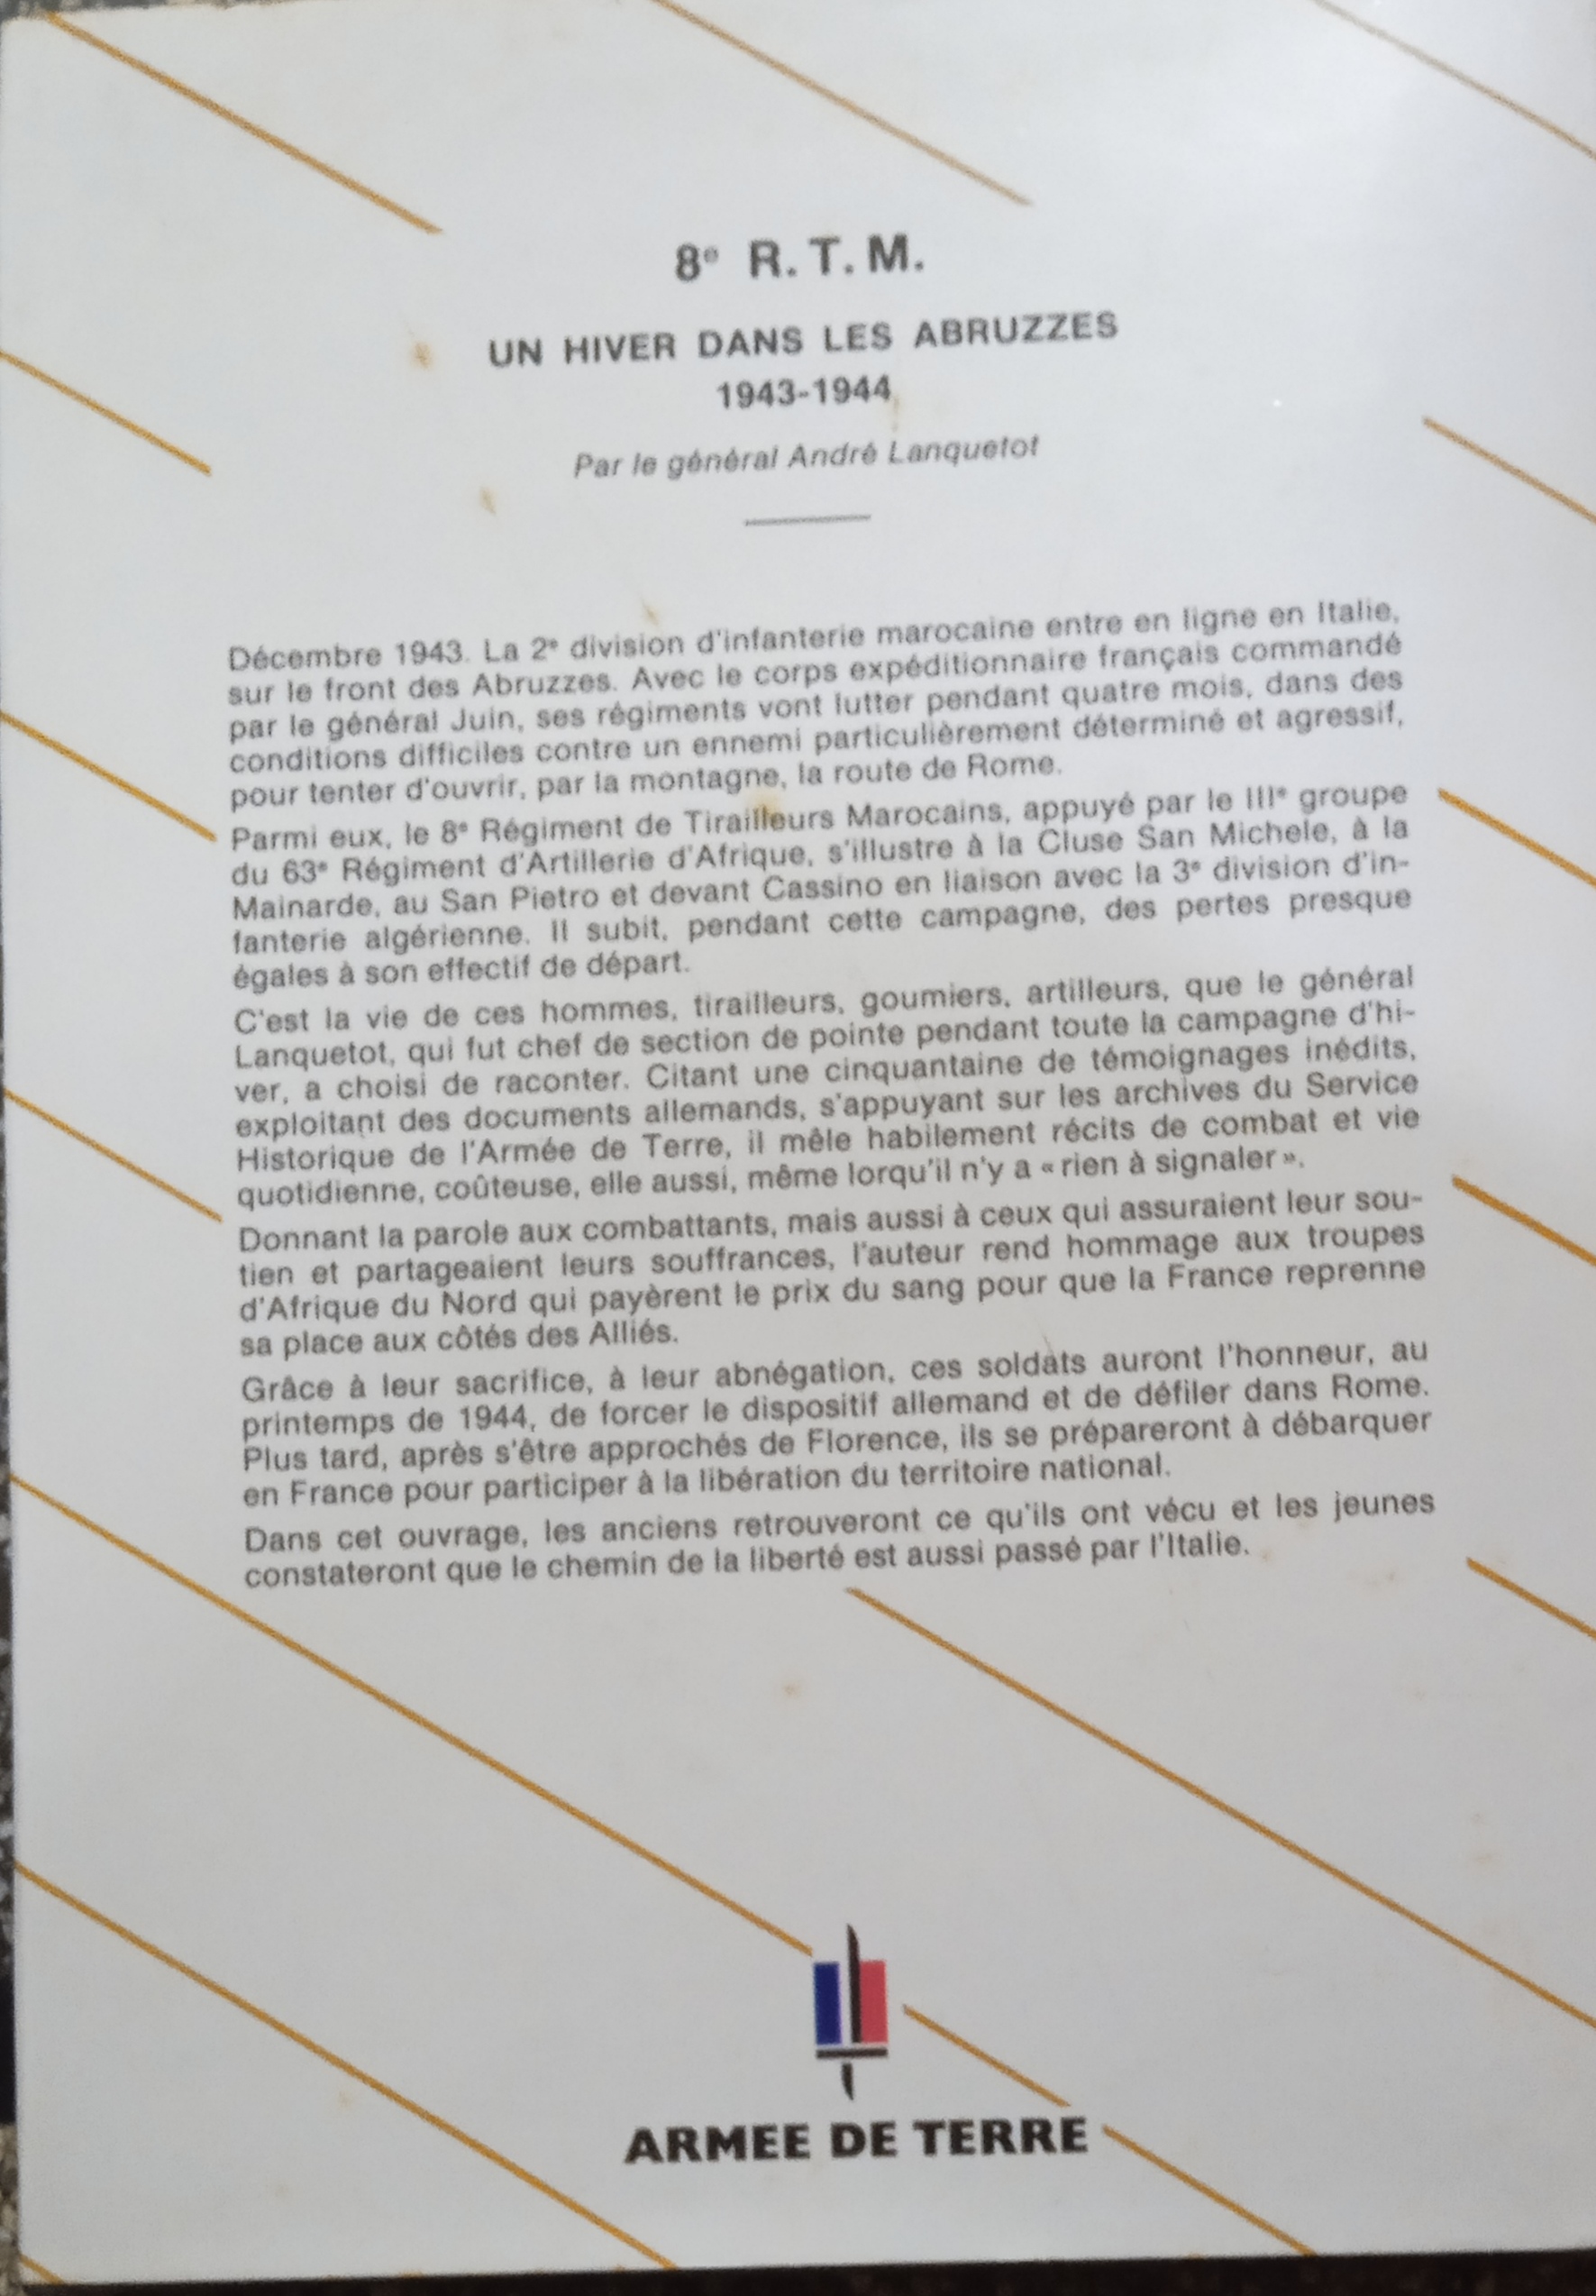 8e R.T.M.
UN HIVER DANS LES ABRUZZES
1943-1944
Par le général André Lanquetot
Décembre 1943. La 2e division d'infanterie marocaine entre en ligne en Italie,
sur le front des Abruzzes. Avec le corps expéditionnaire français commandé
par le général Juin, ses régiments vont lutter pendant quatre mois, dans des
conditions difficiles contre un ennemi particulièrement déterminé et agressif,
pour tenter d'ouvrir, par la montagne, la route de Rome.
Parmi eux, le 8e Régiment de Tirailleurs Marocains, appuyé par le IIIe groupe
du 63e Régiment d'Artillerie d'Afrique, s'illustre à la Cluse San Michele, à la
Mainarde, au San Pietro et devant Cassino en liaison avec la 3e division d'in-
fanterie algérienne. Il subit, pendant cette campagne, des pertes presque
égales à son effectif de départ.
C'est la vie de ces hommes, tirailleurs, goumiers, artilleurs, que le général
Lanquetot, qui fut chef de section de pointe pendant toute la campagne d'hi-
ver, a choisi de raconter. Citant une cinquantaine de témoignages inédits,
exploitant des documents allemands, s'appuyant sur les archives du Service
Historique de l'Armée de Terre, il mêle habilement récits de combat et vie
quotidienne, coûteuse, elle aussi, même lorqu'il n'y a « rien à signaler ».
Donnant la parole aux combattants, mais aussi à ceux qui assuraient leur sou-
tien et partageaient leurs souffrances, l'auteur rend hommage aux troupes
d'Afrique du Nord qui payèrent le prix du sang pour que la France reprenne
sa place aux côtés des Alliés.
Grâce à leur sacrifice, à leur abnégation, ces soldats auront l'honneur, au
printemps de 1944, de forcer le dispositif allemand et de défiler dans Rome.
Plus tard, après s'être approchés de Florence, ils se prépareront à débarquer
en France pour participer à la libération du territoire national.
Dans cet ouvrage, les anciens retrouveront ce qu'ils ont vécu et les jeunes
constateront que le chemin de la liberté est aussi passé par l'Italie.
ARMEE DE TERRE